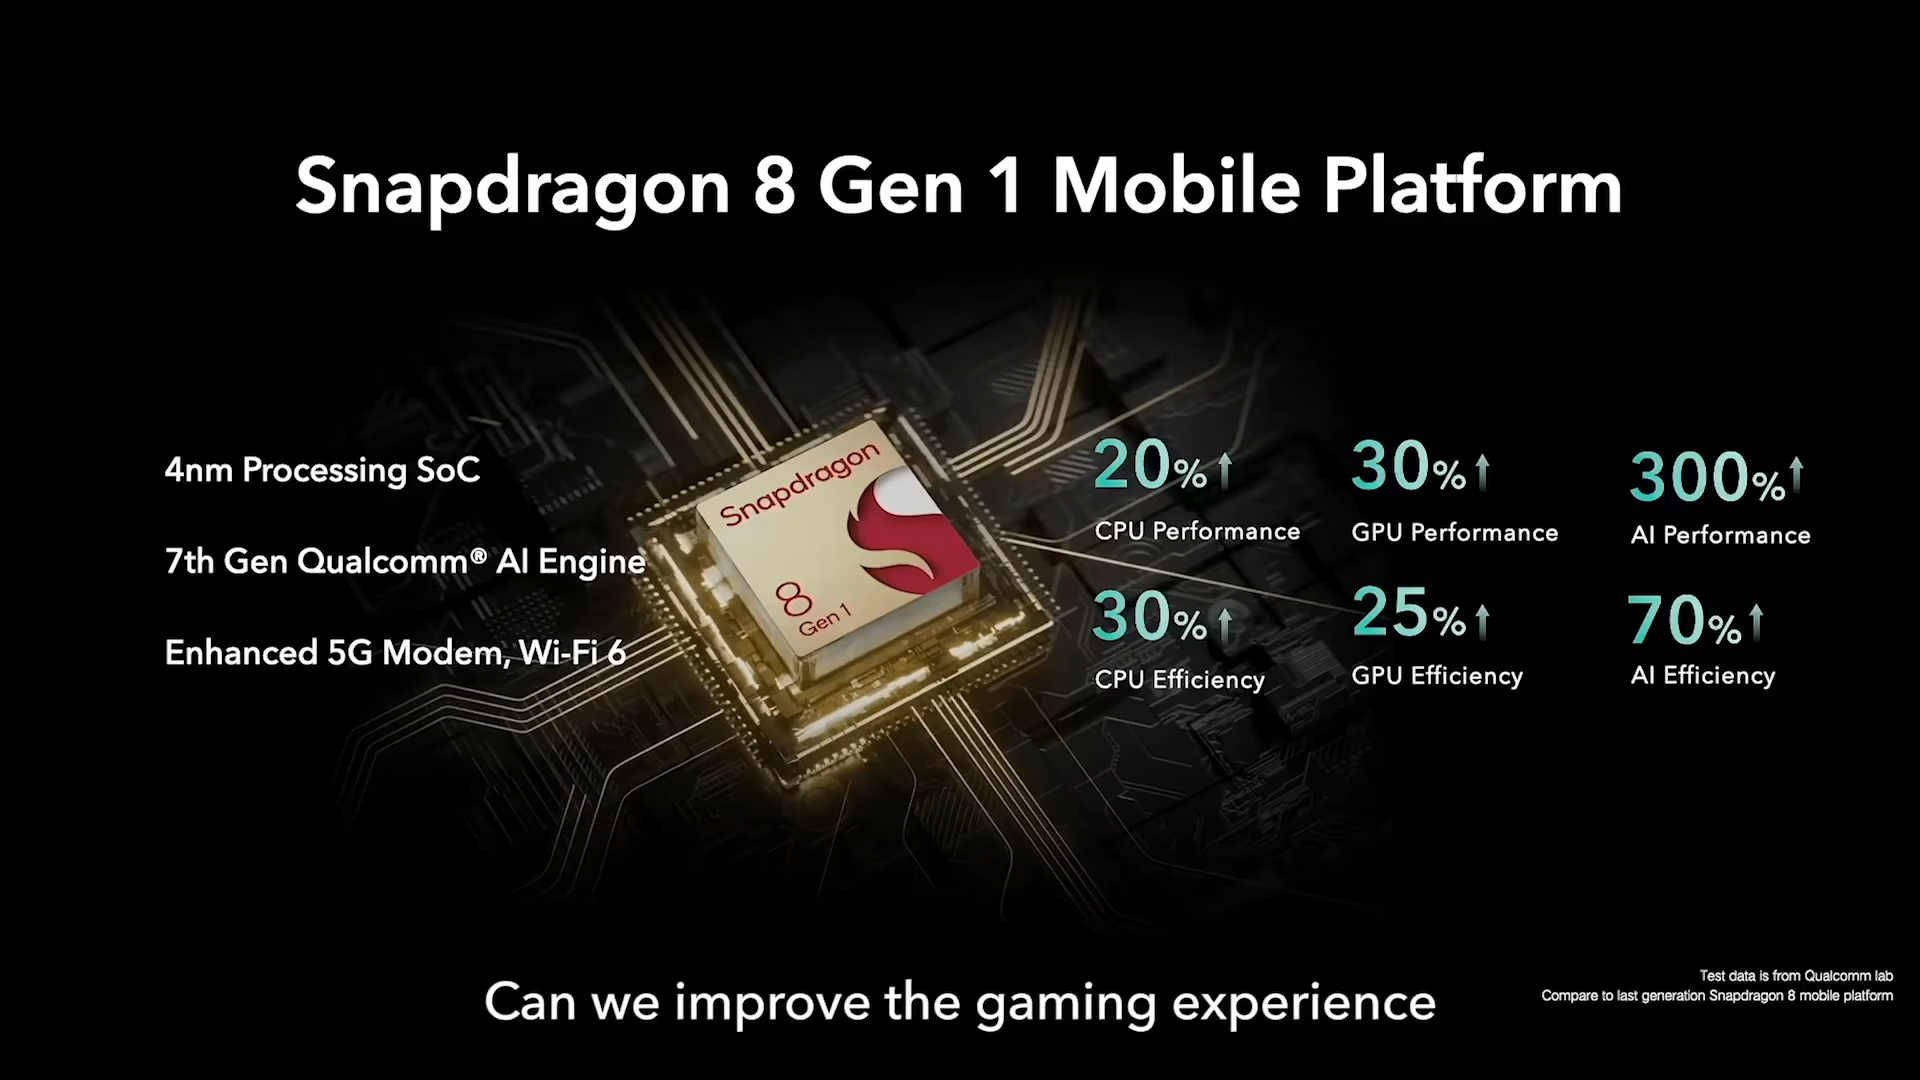 Snapdragon 8 Gen 1 Mobile Platform
4nm Processing SoC
7th Gen Qualcomm® AI Engine
Enhanced 5G Modem, Wi-Fi 6
Snapdragon
8
Gen 1
20%↑
CPU Performance
30%↑
GPU Performance
300%↑
AI Performance
30%↑
CPU Efficiency
25%↑
GPU Efficiency
70%↑
AI Efficiency
Test data is from Qualcomm lab
Compare to last generation Snapdragon 8 mobile platform
Can we improve the gaming experience